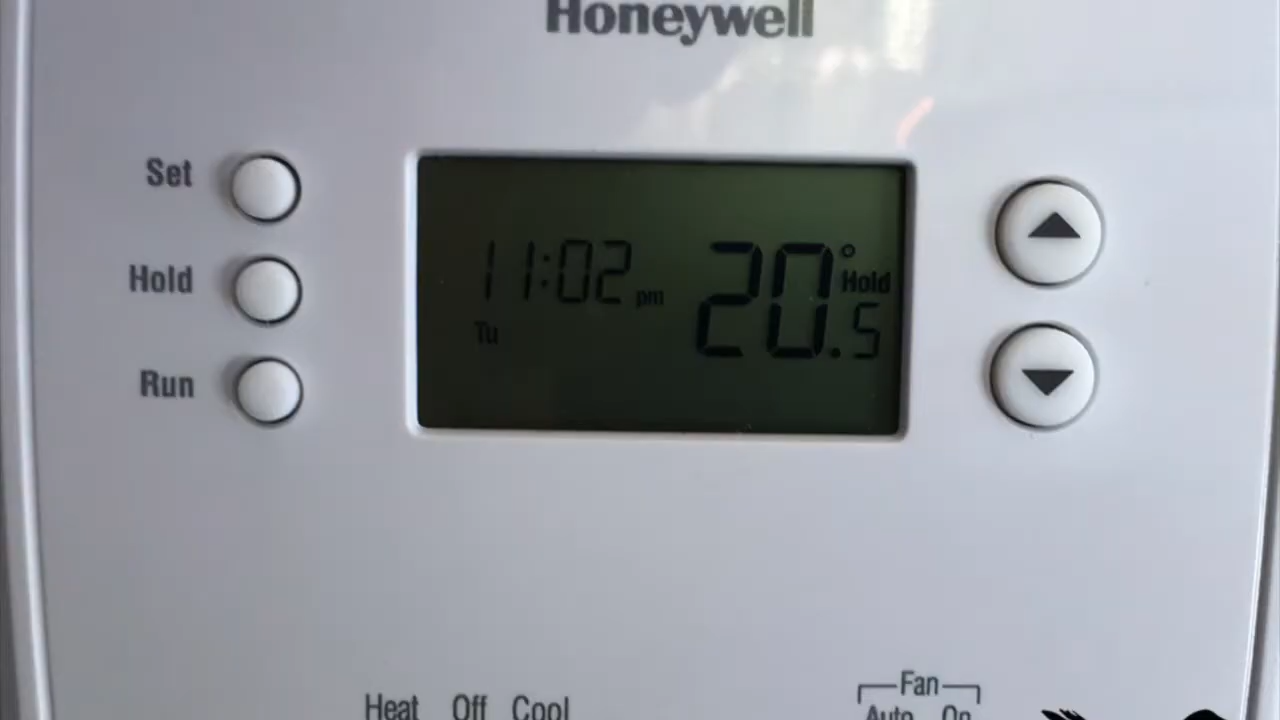 Honeywell
Set
Hold
Run
11:02 pm
Tu
20.5°
Hold
Heat Off Cool
Fan
Auto On